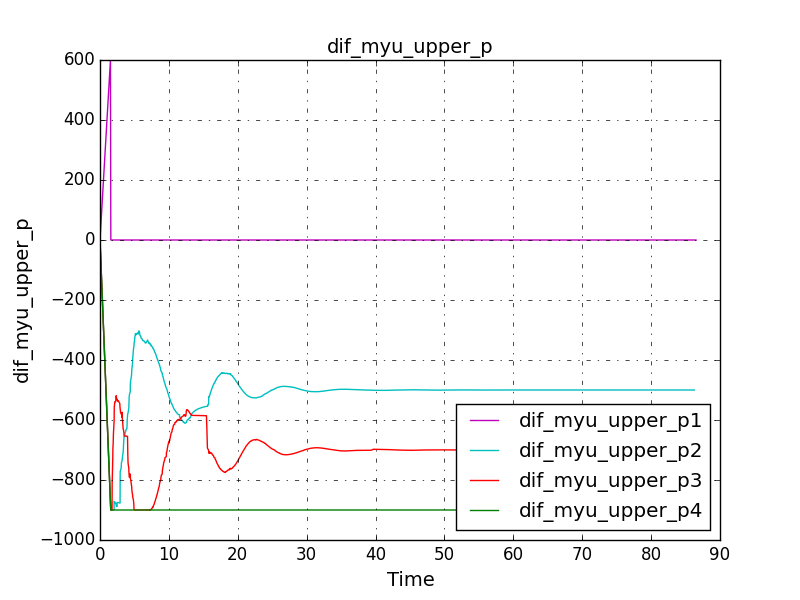 dif_myu_upper_p
600
400
200
0
−200
−400
−600
−800
−1000
dif_myu_upper_p
0 10 20 30 40 50 60 70 80 90
Time
dif_myu_upper_p1
dif_myu_upper_p2
dif_myu_upper_p3
dif_myu_upper_p4